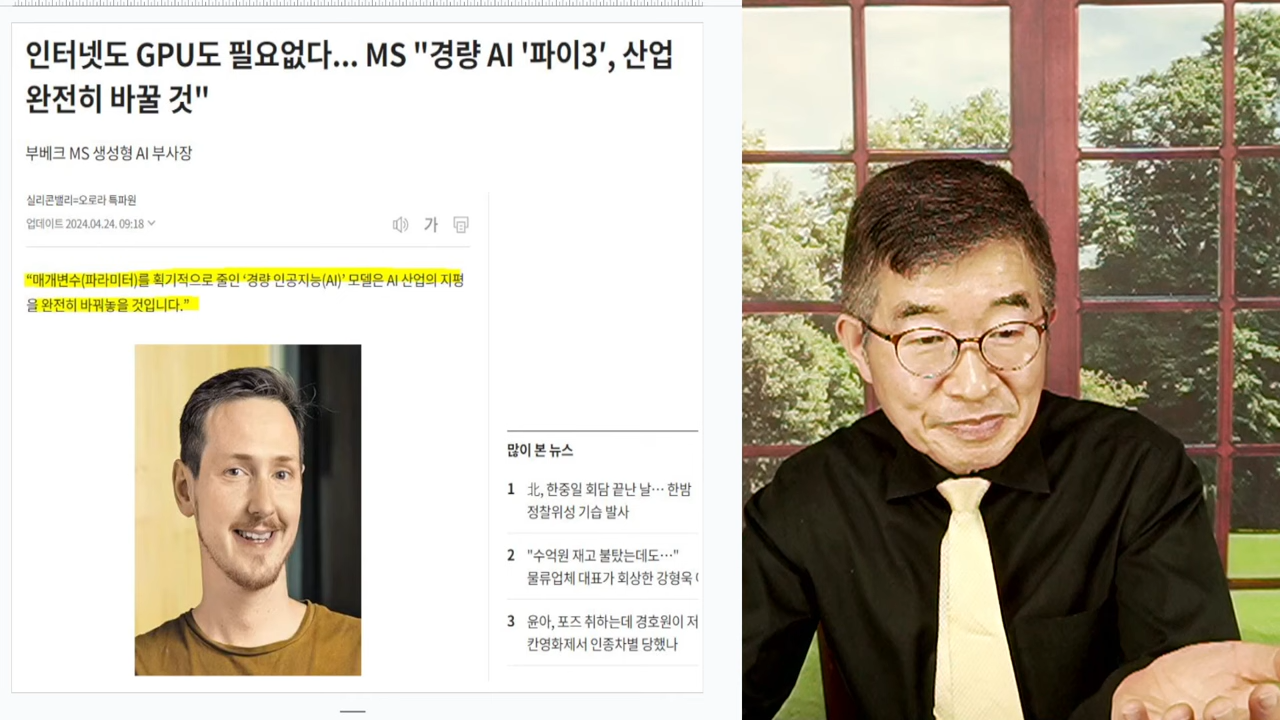 인터넷도 GPU도 필요없다... MS "경량 AI '파이3', 산업
완전히 바꿀 것"
부베크 MS 생성형 AI 부사장
실리콘밸리=오로라 특파원
업데이트 2024.04.24. 09:18
가
“매개변수(파라미터)를 획기적으로 줄인 ‘경량 인공지능(AI)’ 모델은 AI 산업의 지평
을 완전히 바꿔놓을 것입니다.”
많이 본 뉴스
1 北, 한중일 회담 끝난 날… 한밤
정찰위성 기습 발사
2 "수억원 재고 불탔는데도…"
물류업체 대표가 회상한 강형욱
3 윤아, 포즈 취하는데 경호원이 저
칸영화제서 인종차별 당했나